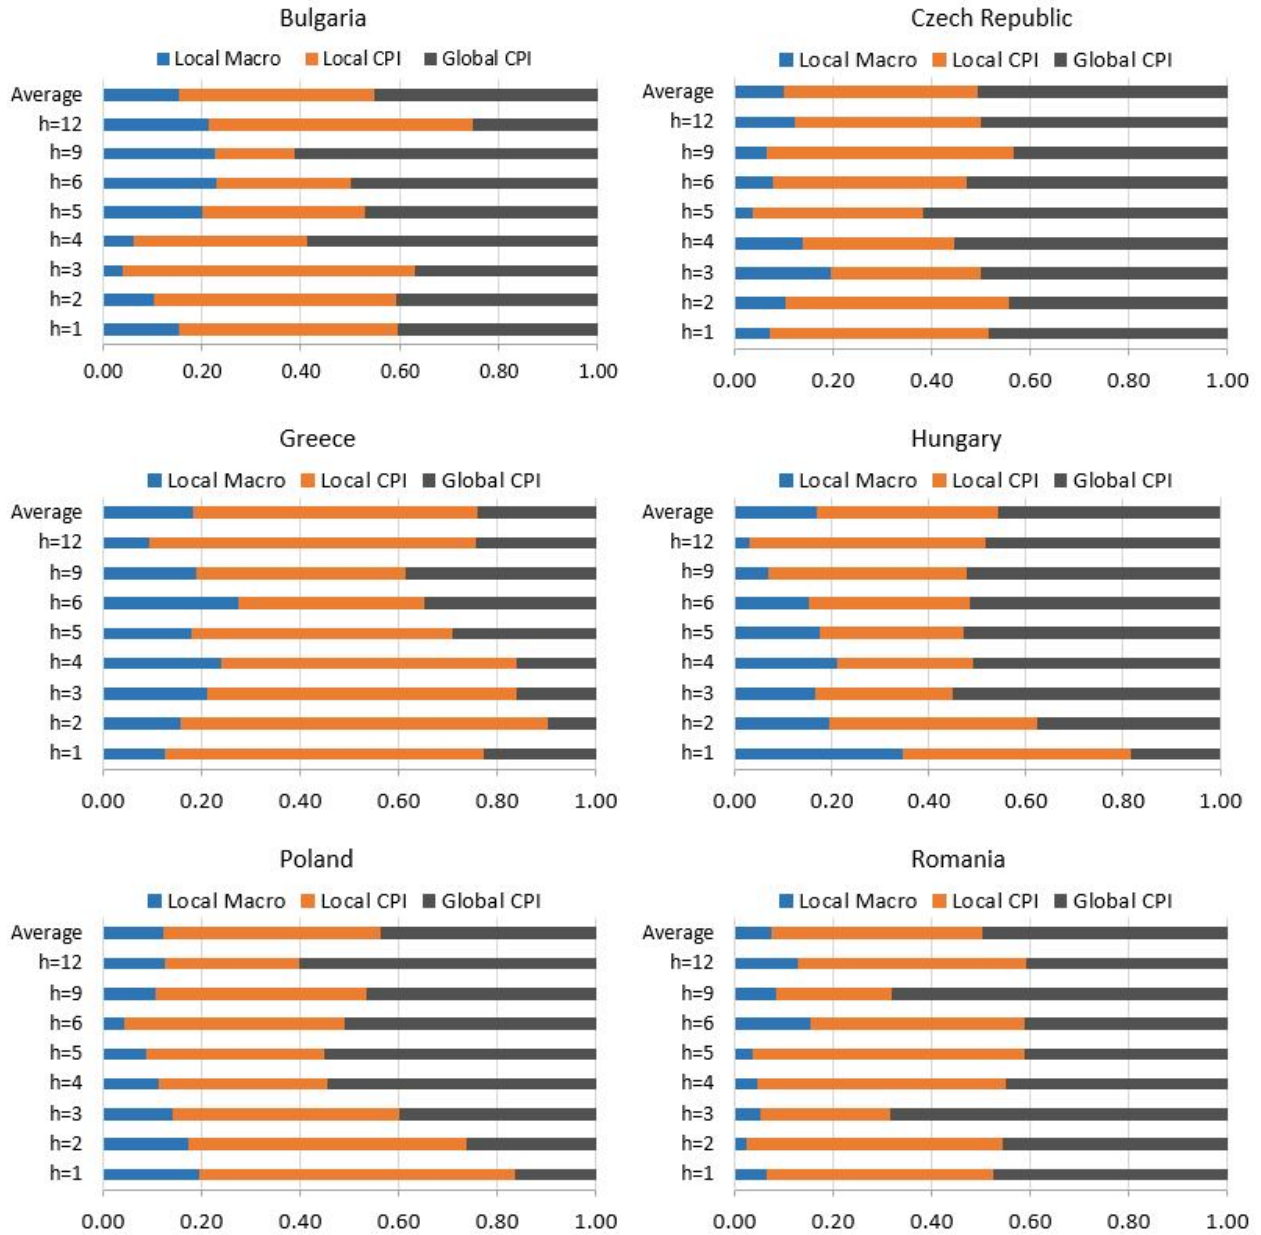 Bulgaria
Local Macro Local CPI Global CPI
Average
h=12
h=9
h=6
h=5
h=4
h=3
h=2
h=1
0.00 0.20 0.40 0.60 0.80 1.00
Czech Republic
Local Macro Local CPI Global CPI
Average
h=12
h=9
h=6
h=5
h=4
h=3
h=2
h=1
0.00 0.20 0.40 0.60 0.80 1.00
Greece
Local Macro Local CPI Global CPI
Average
h=12
h=9
h=6
h=5
h=4
h=3
h=2
h=1
0.00 0.20 0.40 0.60 0.80 1.00
Hungary
Local Macro Local CPI Global CPI
Average
h=12
h=9
h=6
h=5
h=4
h=3
h=2
h=1
0.00 0.20 0.40 0.60 0.80 1.00
Poland
Local Macro Local CPI Global CPI
Average
h=12
h=9
h=6
h=5
h=4
h=3
h=2
h=1
0.00 0.20 0.40 0.60 0.80 1.00
Romania
Local Macro Local CPI Global CPI
Average
h=12
h=9
h=6
h=5
h=4
h=3
h=2
h=1
0.00 0.20 0.40 0.60 0.80 1.00